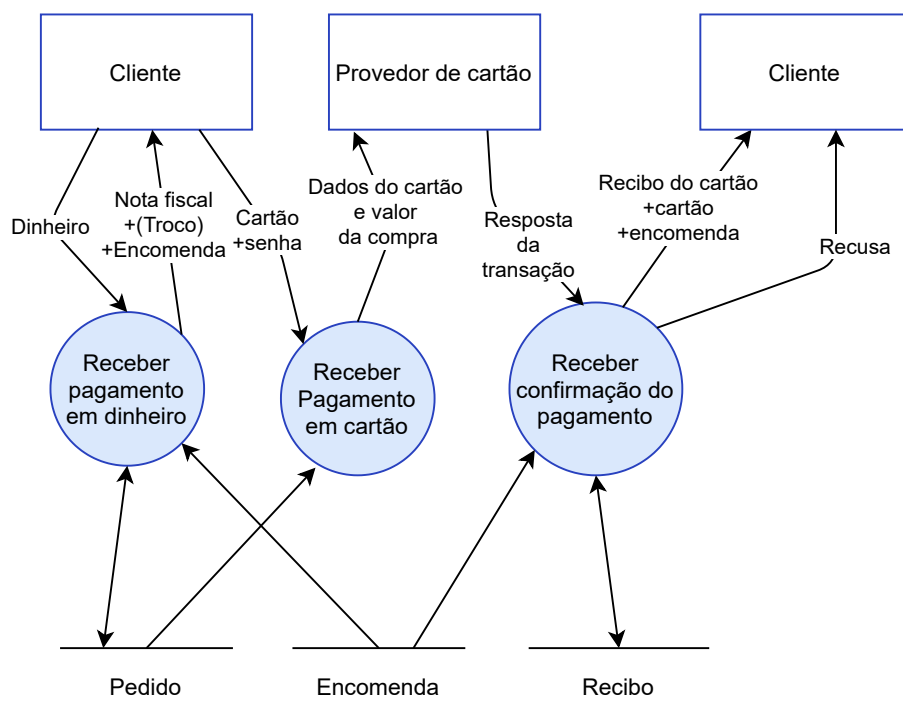 Cliente
Provedor de cartão
Cliente
Dinheiro
Nota fiscal
+(Troco)
+Encomenda
Cartão
+senha
Dados do cartão
e valor
da compra
Resposta
da
transação
Recibo do cartão
+cartão
+encomenda
Recusa
Receber
pagamento
em dinheiro
Receber
Pagamento
em cartão
Receber
confirmação do
pagamento
Pedido
Encomenda
Recibo